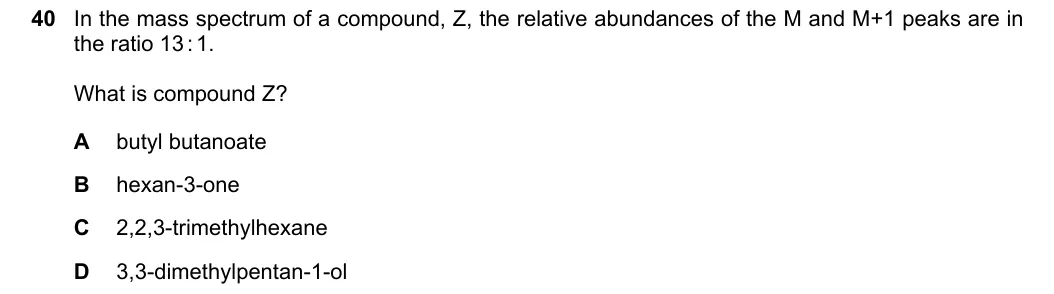 40 In the mass spectrum of a compound, Z, the relative abundances of the M and M+1 peaks are in
the ratio 13:1.
What is compound Z?
A butyl butanoate
B hexan-3-one
C 2,2,3-trimethylhexane
D 3,3-dimethylpentan-1-ol